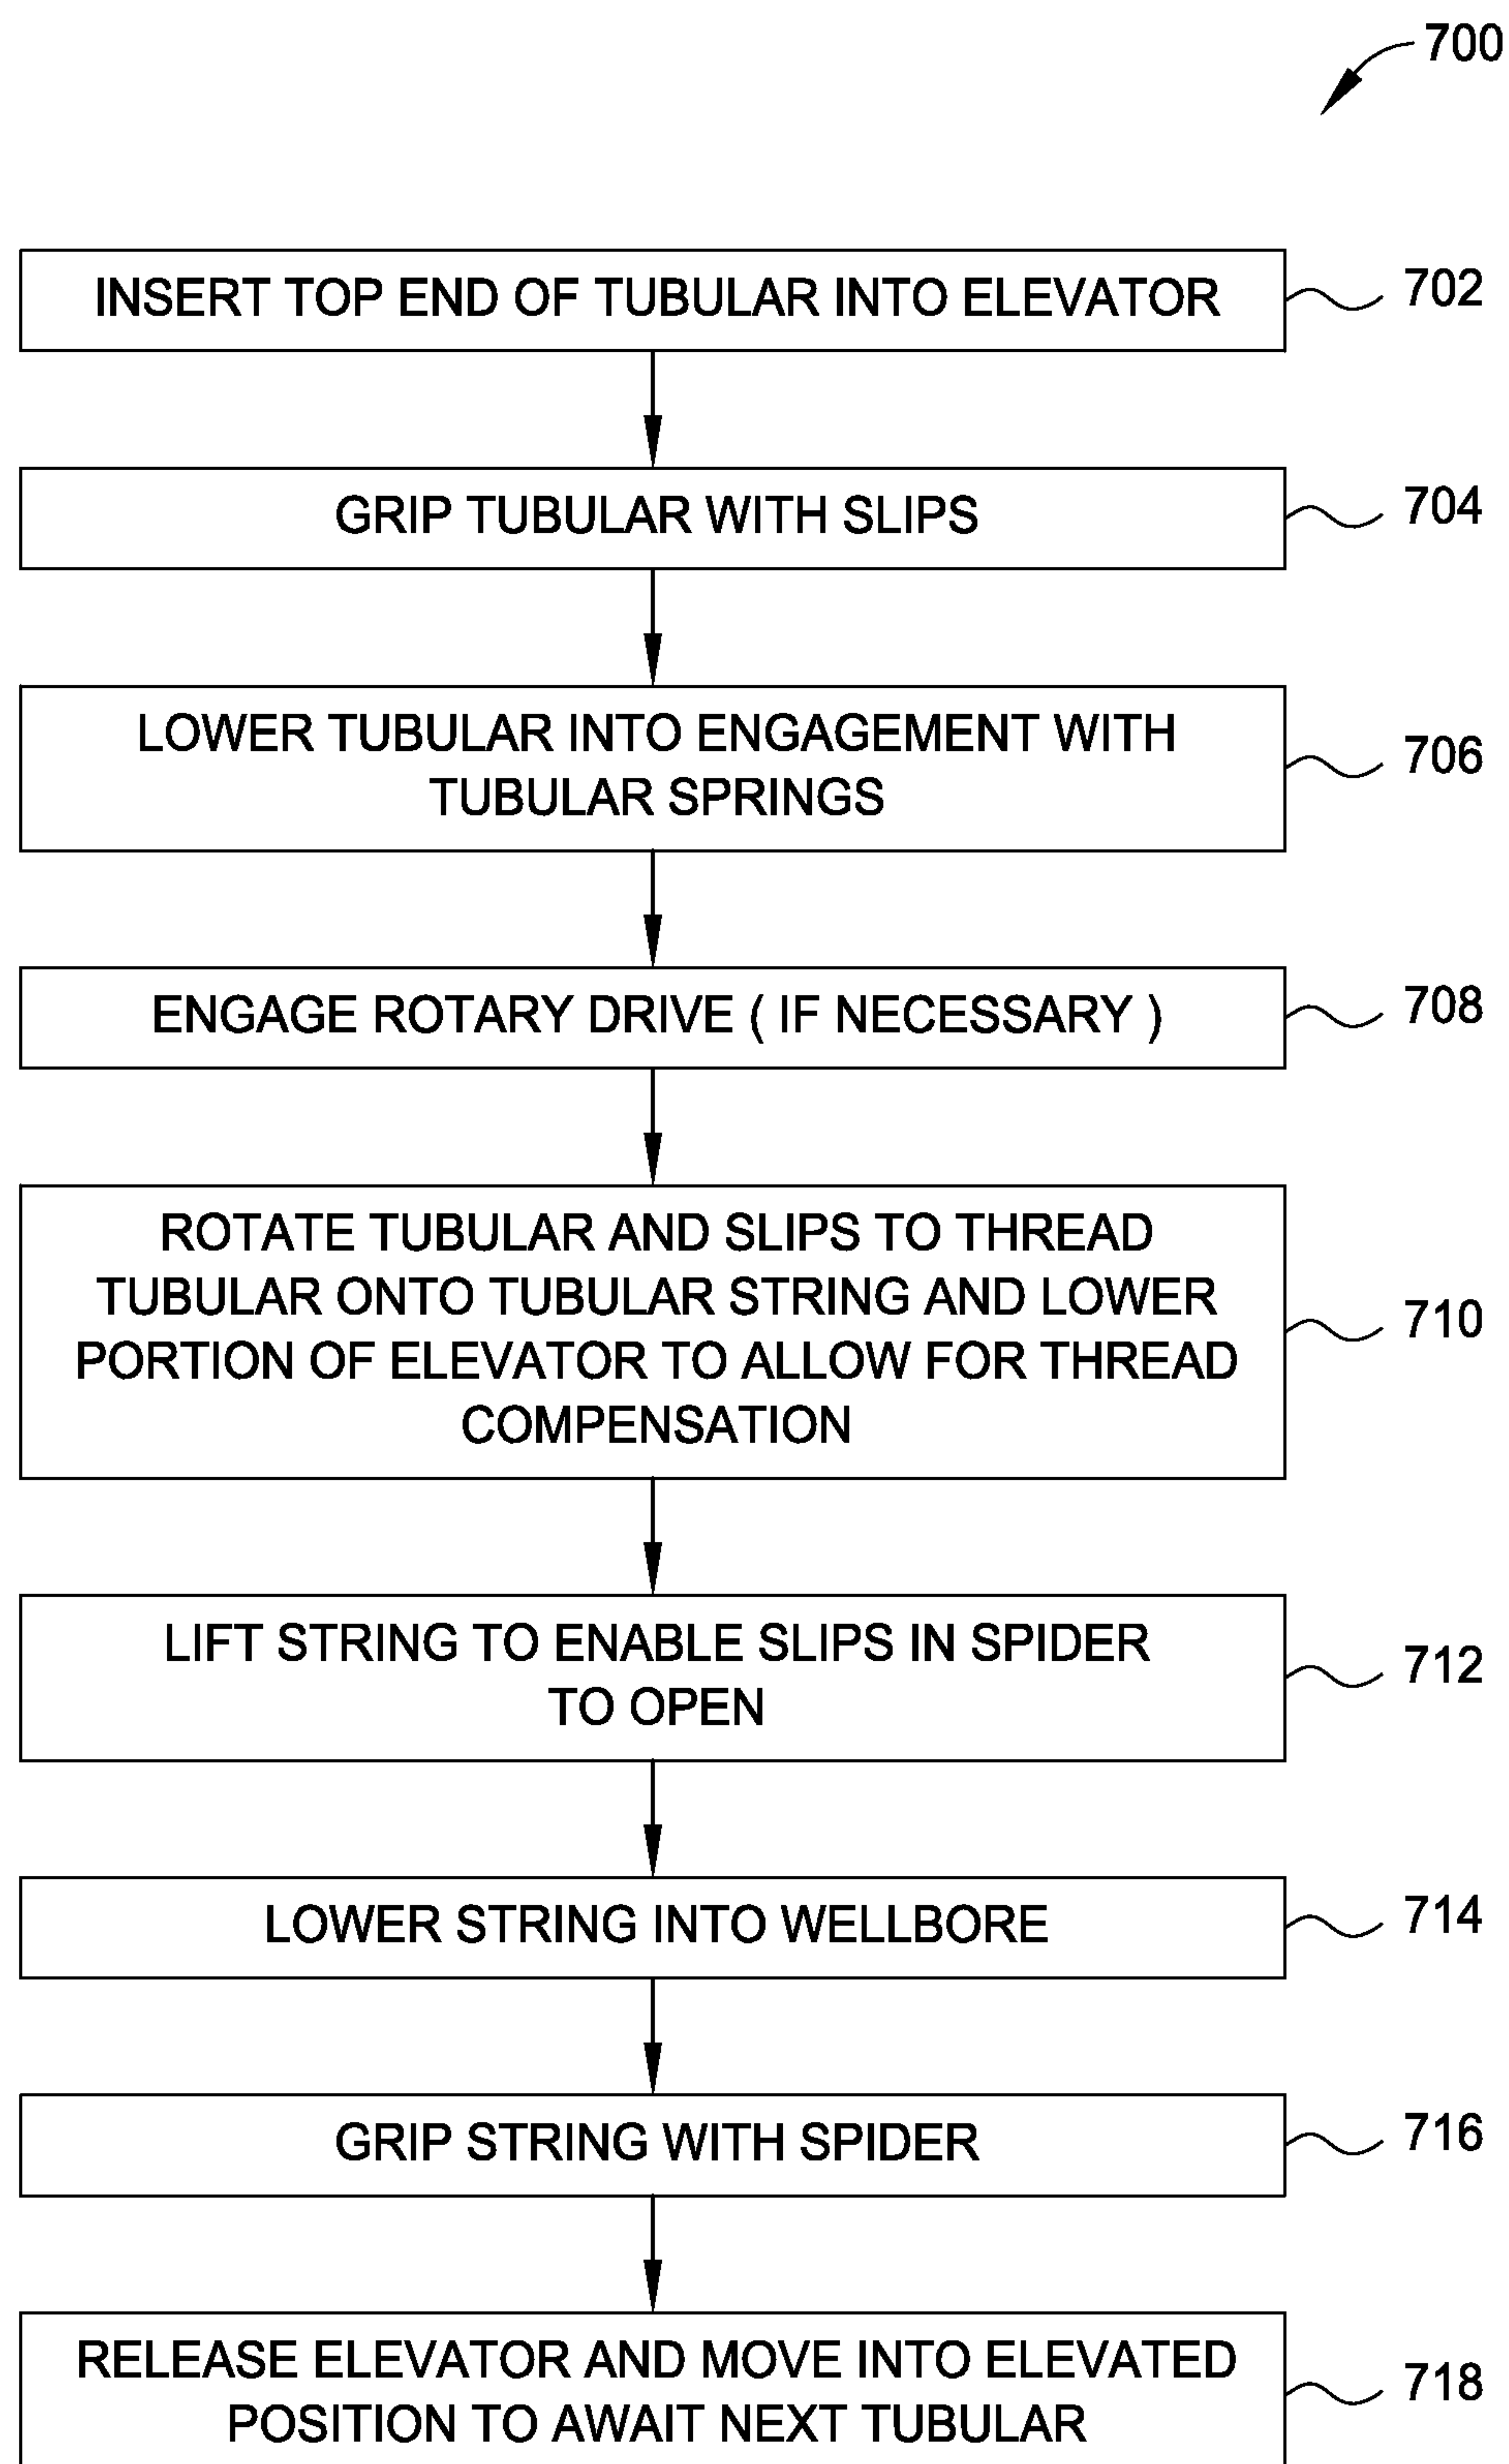 700
INSERT TOP END OF TUBULAR INTO ELEVATOR
702
GRIP TUBULAR WITH SLIPS
704
LOWER TUBULAR INTO ENGAGEMENT WITH
TUBULAR SPRINGS
706
ENGAGE ROTARY DRIVE ( IF NECESSARY )
708
ROTATE TUBULAR AND SLIPS TO THREAD
TUBULAR ONTO TUBULAR STRING AND LOWER
PORTION OF ELEVATOR TO ALLOW FOR THREAD
COMPENSATION
710
LIFT STRING TO ENABLE SLIPS IN SPIDER
TO OPEN
712
LOWER STRING INTO WELLBORE
714
GRIP STRING WITH SPIDER
716
RELEASE ELEVATOR AND MOVE INTO ELEVATED
POSITION TO AWAIT NEXT TUBULAR
718